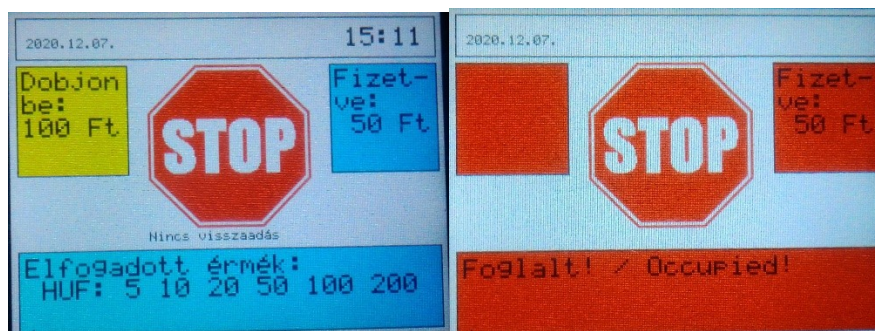 2020.12.07.
15:11
Dobjon
be:
100 Ft
STOP
Fizet-
ve:
50 Ft
Nincs visszaadás
Elfogadott érmék:
HUF: 5 10 20 50 100 200
2020.12.07.
STOP
Fizet-
ve:
50 Ft
Foglalt! / Occupied!